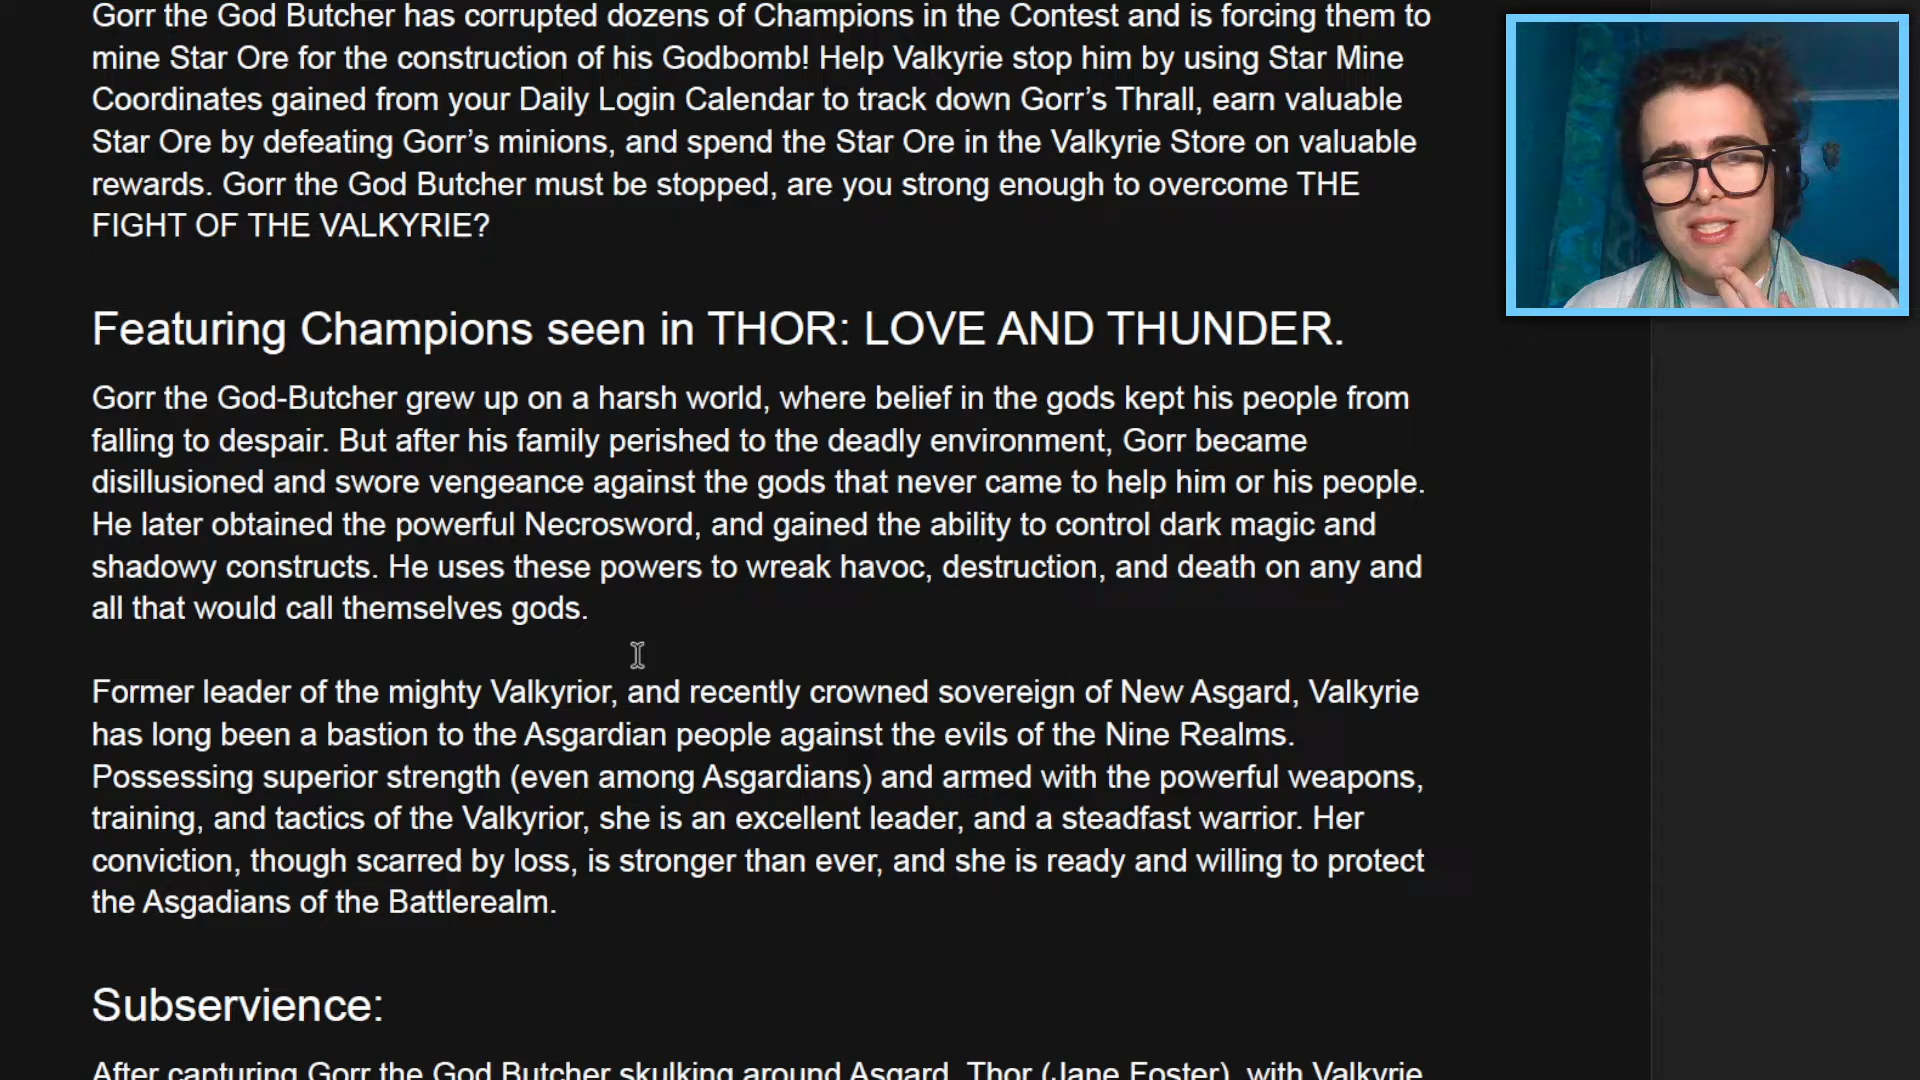 Gorr the God Butcher has corrupted dozens of Champions in the Contest and is forcing them to
mine Star Ore for the construction of his Godbomb! Help Valkyrie stop him by using Star Mine
Coordinates gained from your Daily Login Calendar to track down Gorr’s Thrall, earn valuable
Star Ore by defeating Gorr’s minions, and spend the Star Ore in the Valkyrie Store on valuable
rewards. Gorr the God Butcher must be stopped, are you strong enough to overcome THE
FIGHT OF THE VALKYRIE?
Featuring Champions seen in THOR: LOVE AND THUNDER.
Gorr the God-Butcher grew up on a harsh world, where belief in the gods kept his people from
falling to despair. But after his family perished to the deadly environment, Gorr became
disillusioned and swore vengeance against the gods that never came to help him or his people.
He later obtained the powerful Necrosword, and gained the ability to control dark magic and
shadowy constructs. He uses these powers to wreak havoc, destruction, and death on any and
all that would call themselves gods.
Former leader of the mighty Valkyrior, and recently crowned sovereign of New Asgard, Valkyrie
has long been a bastion to the Asgardian people against the evils of the Nine Realms.
Possessing superior strength (even among Asgardians) and armed with the powerful weapons,
training, and tactics of the Valkyrior, she is an excellent leader, and a steadfast warrior. Her
conviction, though scarred by loss, is stronger than ever, and she is ready and willing to protect
the Asgadians of the Battlerealm.
Subservience:
After capturing Gorr the God Butcher skulking around Asgard, Thor (Jane Foster), with Valkyrie